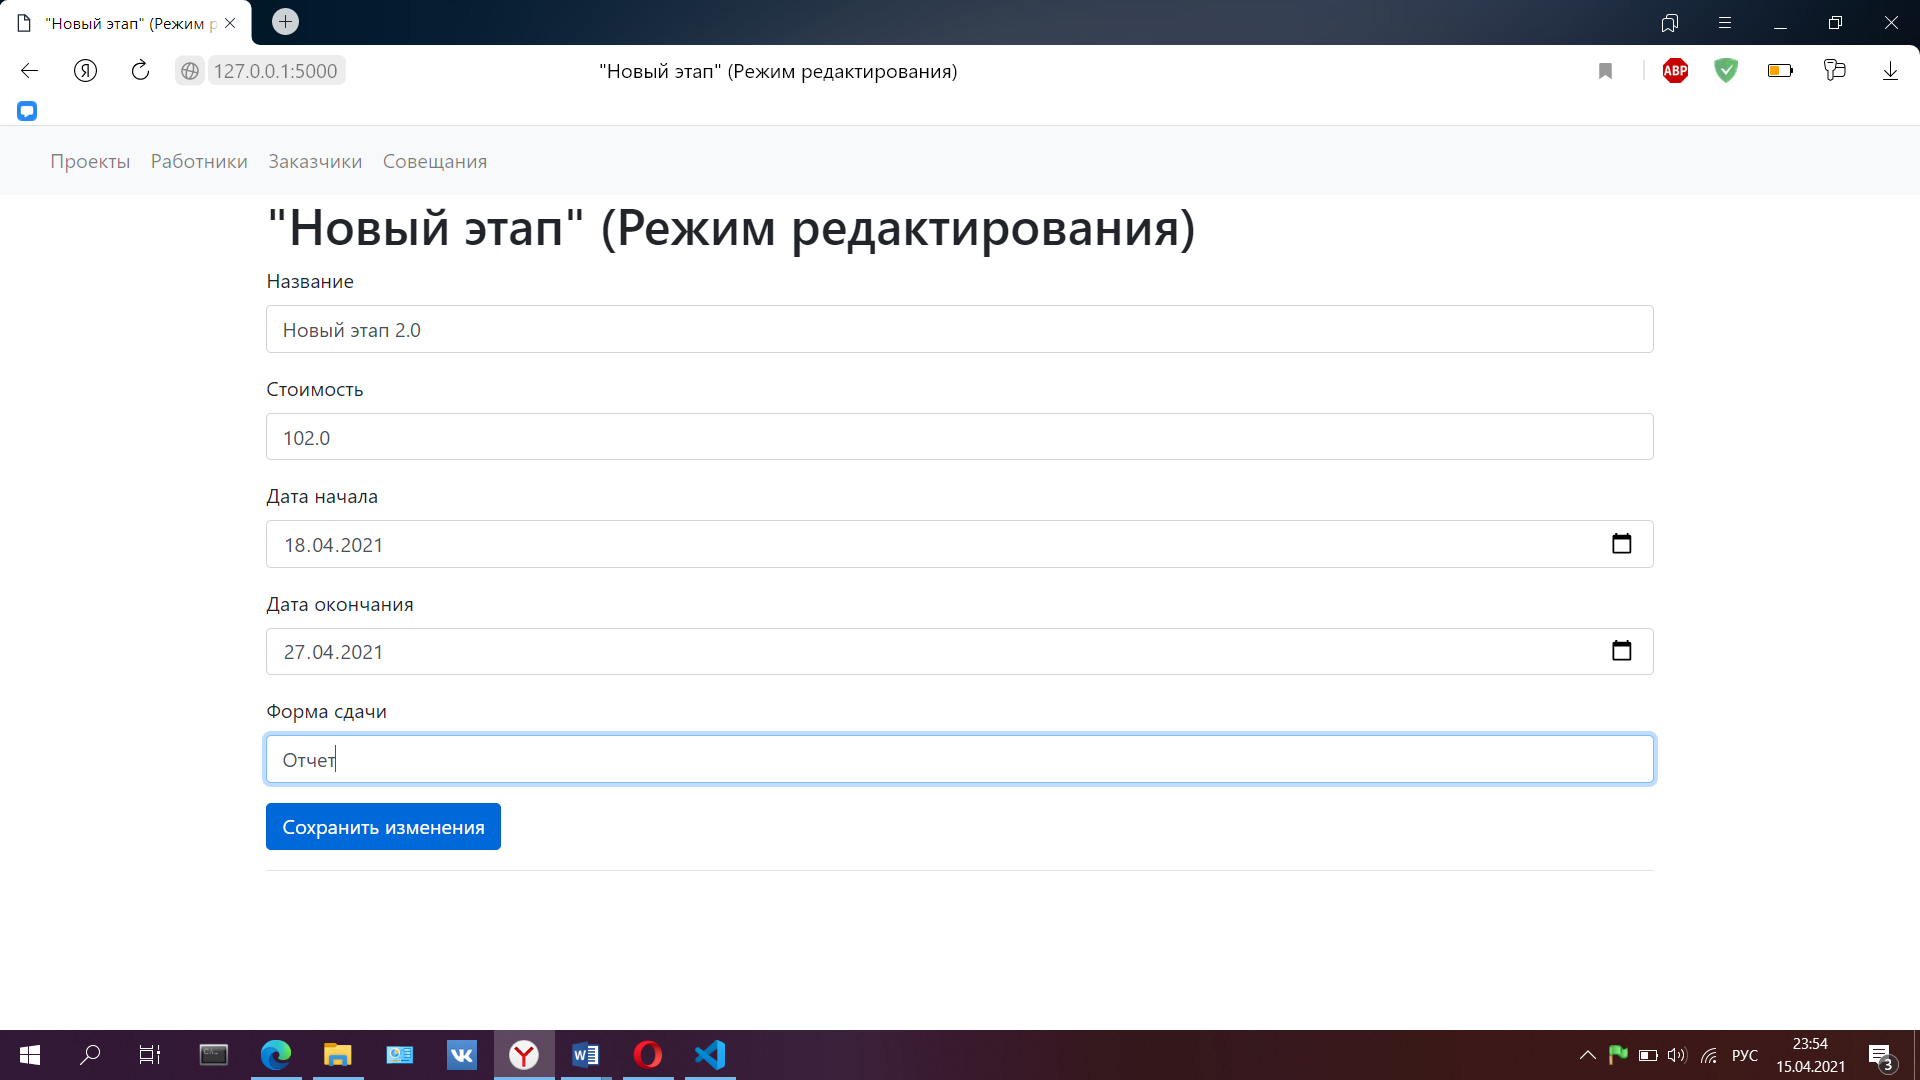 "Новый этап" (Режим р
127.0.0.1:5000
"Новый этап" (Режим редактирования)
ABP
Проекты Работники Заказчики Совещания
"Новый этап" (Режим редактирования)
Название
Новый этап 2.0
Стоимость
102.0
Дата начала
18.04.2021
Дата окончания
27.04.2021
Форма сдачи
Отчет
Сохранить изменения
РУС
23:54
15.04.2021
3